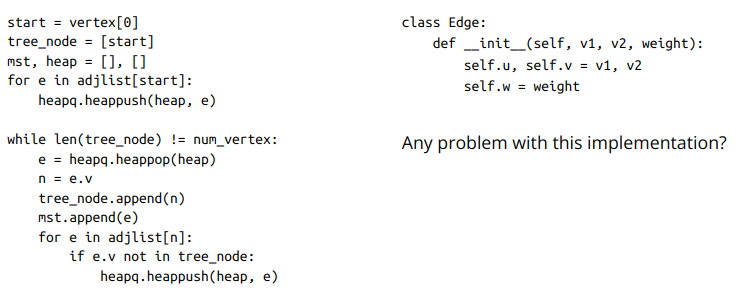 start = vertex[0]
tree_node = [start]
mst, heap = [], []
for e in adjlist[start]:
    heapq.heappush(heap, e)

while len(tree_node) != num_vertex:
    e = heapq.heappop(heap)
    n = e.v
    tree_node.append(n)
    mst.append(e)
    for e in adjlist[n]:
        if e.v not in tree_node:
            heapq.heappush(heap, e)

class Edge:
    def __init__(self, v1, v2, weight):
        self.u, self.v = v1, v2
        self.w = weight

Any problem with this implementation?